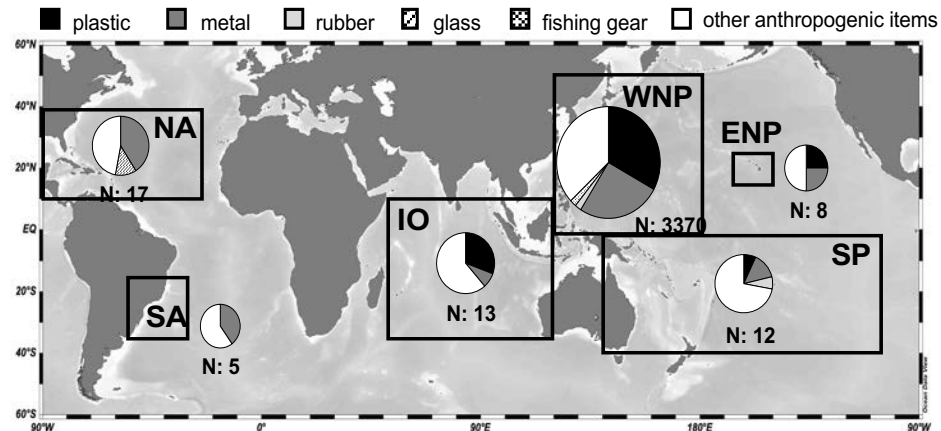 plastic metal rubber glass fishing gear other anthropogenic items
60°N
40°N
20°N
EQ
20°S
40°S
60°S
90°W 0° 90°E 180°E 90°W
NA
N: 17
SA
N: 5
IO
N: 13
WNP
N: 3370
ENP
N: 8
SP
N: 12
Ocean Data View